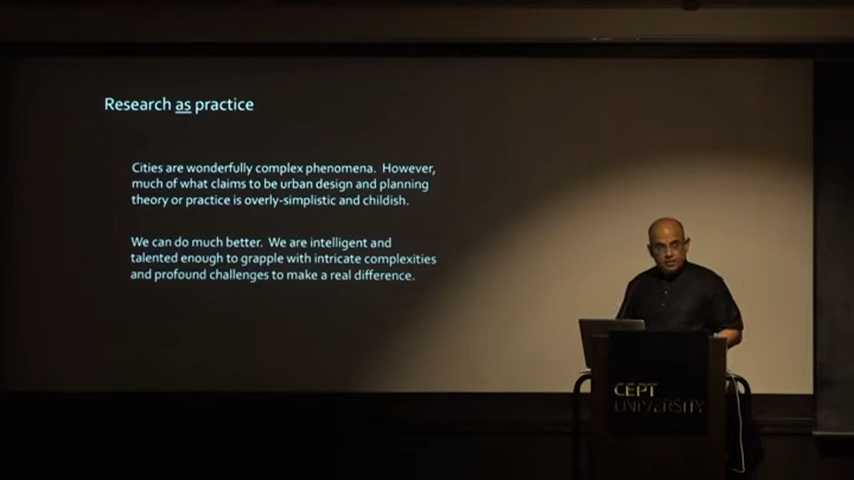 Research as practice
Cities are wonderfully complex phenomena.  However,
much of what claims to be urban design and planning
theory or practice is overly-simplistic and childish.
We can do much better.  We are intelligent and
talented enough to grapple with intricate complexities
and profound challenges to make a real difference.
CEPT
UNIVERSITY